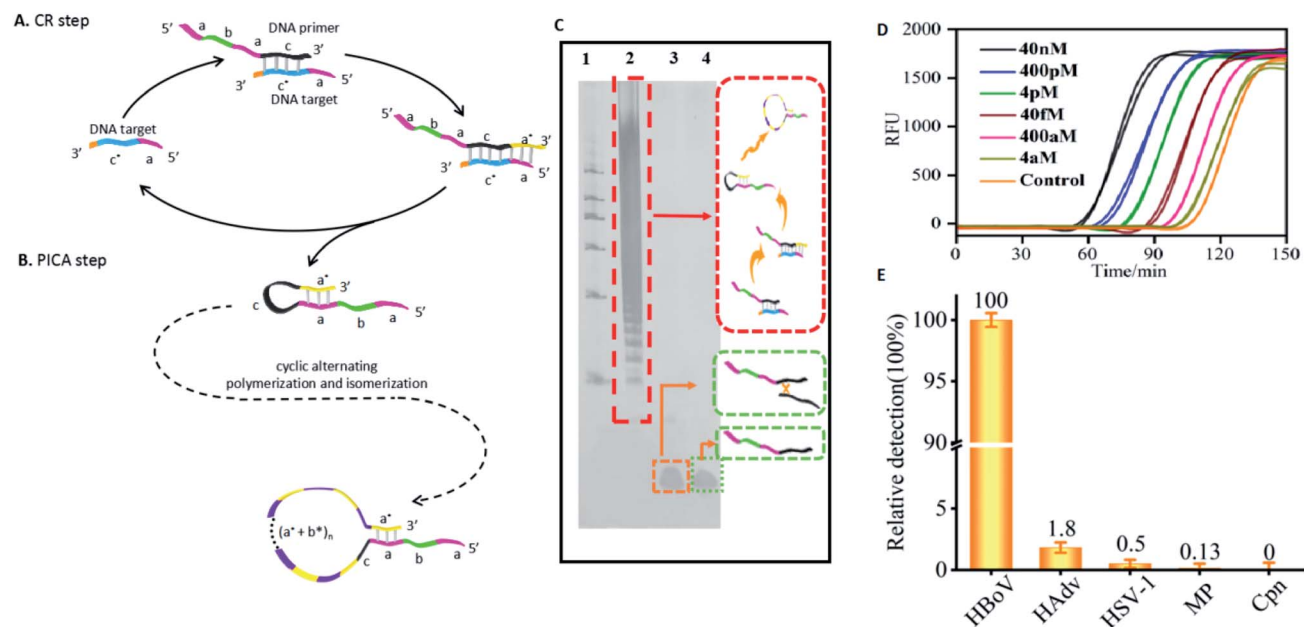 A. CR step
5’ a b a DNA primer c 3’
3’ c• DNA target a 5’
DNA target
3’ c• a 5’
5’ a b a c a• 3’
3’ c• a 5’
B. PICA step
a• 3’
c a b a 5’
cyclic alternating
polymerization and isomerization
(a• + b*)n
a• 3’
c a b a 5’
C
1 2 3 4
D
40nM
400pM
4pM
40fM
400aM
4aM
Control
RFU
2000
1500
1000
500
0
0 30 60 90 120 150
Time/min
E
Relative detection(100%)
100
95
90
5
0
100
1.8
0.5
0.13
0
HBoV
HAdv
HSV-1
MP
Cpn